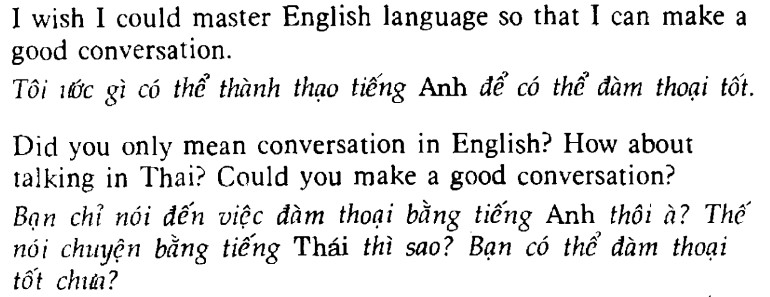 I wish I could master English language so that I can make a
good conversation.
Tôi ước gì có thể thành thạo tiếng Anh để có thể đàm thoại tốt.
Did you only mean conversation in English? How about
talking in Thai? Could you make a good conversation?
Bạn chỉ nói đến việc đàm thoại bằng tiếng Anh thôi à? Thế
nói chuyện bằng tiếng Thái thì sao? Bạn có thể đàm thoại
tốt chưa?